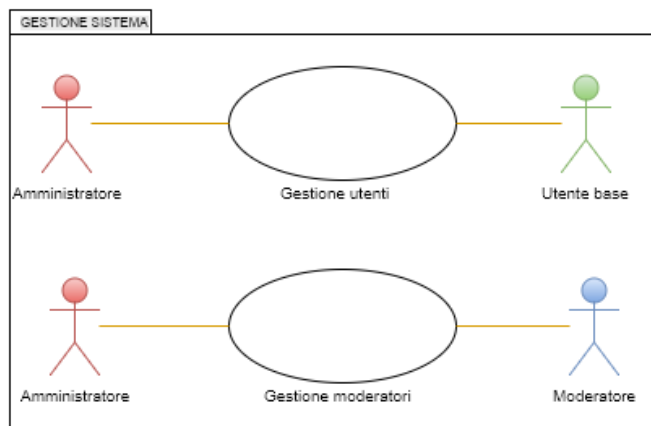 GESTIONE SISTEMA
Amministratore
Gestione utenti
Utente base
Amministratore
Gestione moderatori
Moderatore